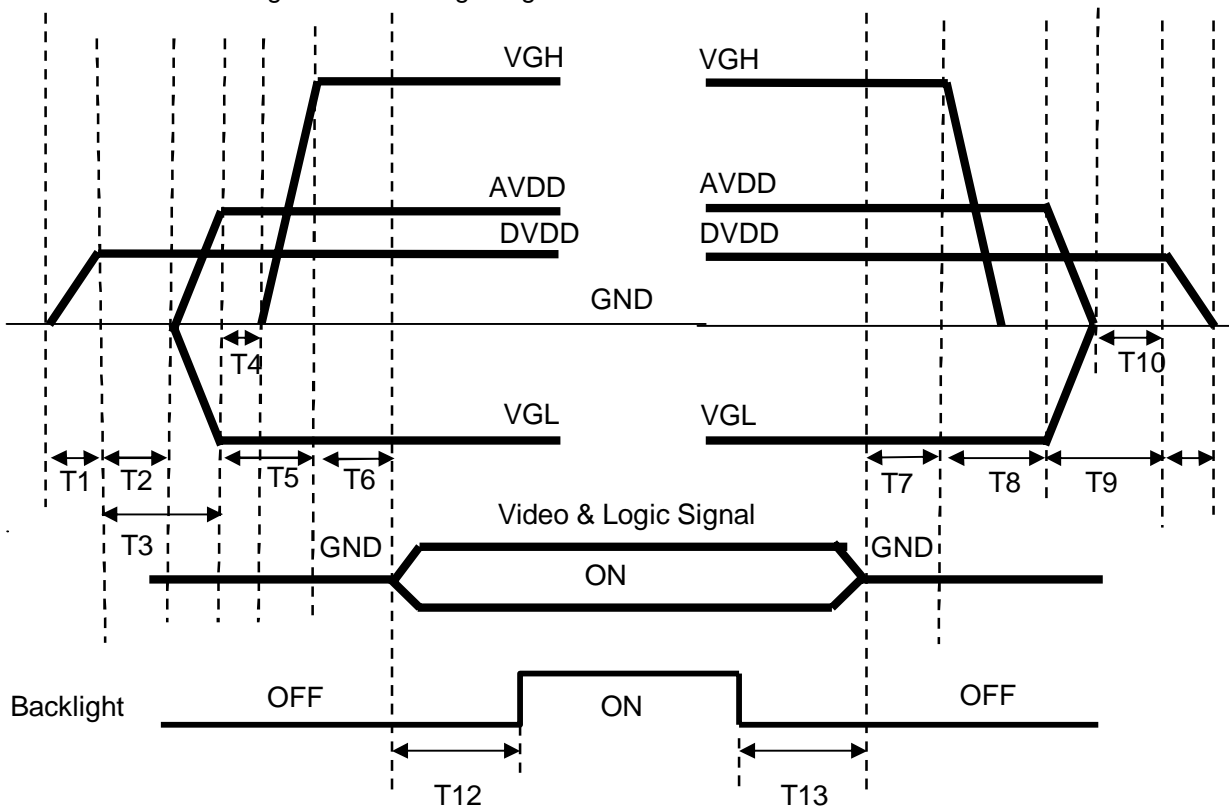 VGH VGH
AVDD AVDD
DVDD DVDD
GND
T4 T10
VGL VGL
T1 T2 T5 T6 T7 T8 T9
T3
Video & Logic Signal
GND GND
ON
Backlight OFF ON OFF
T12 T13